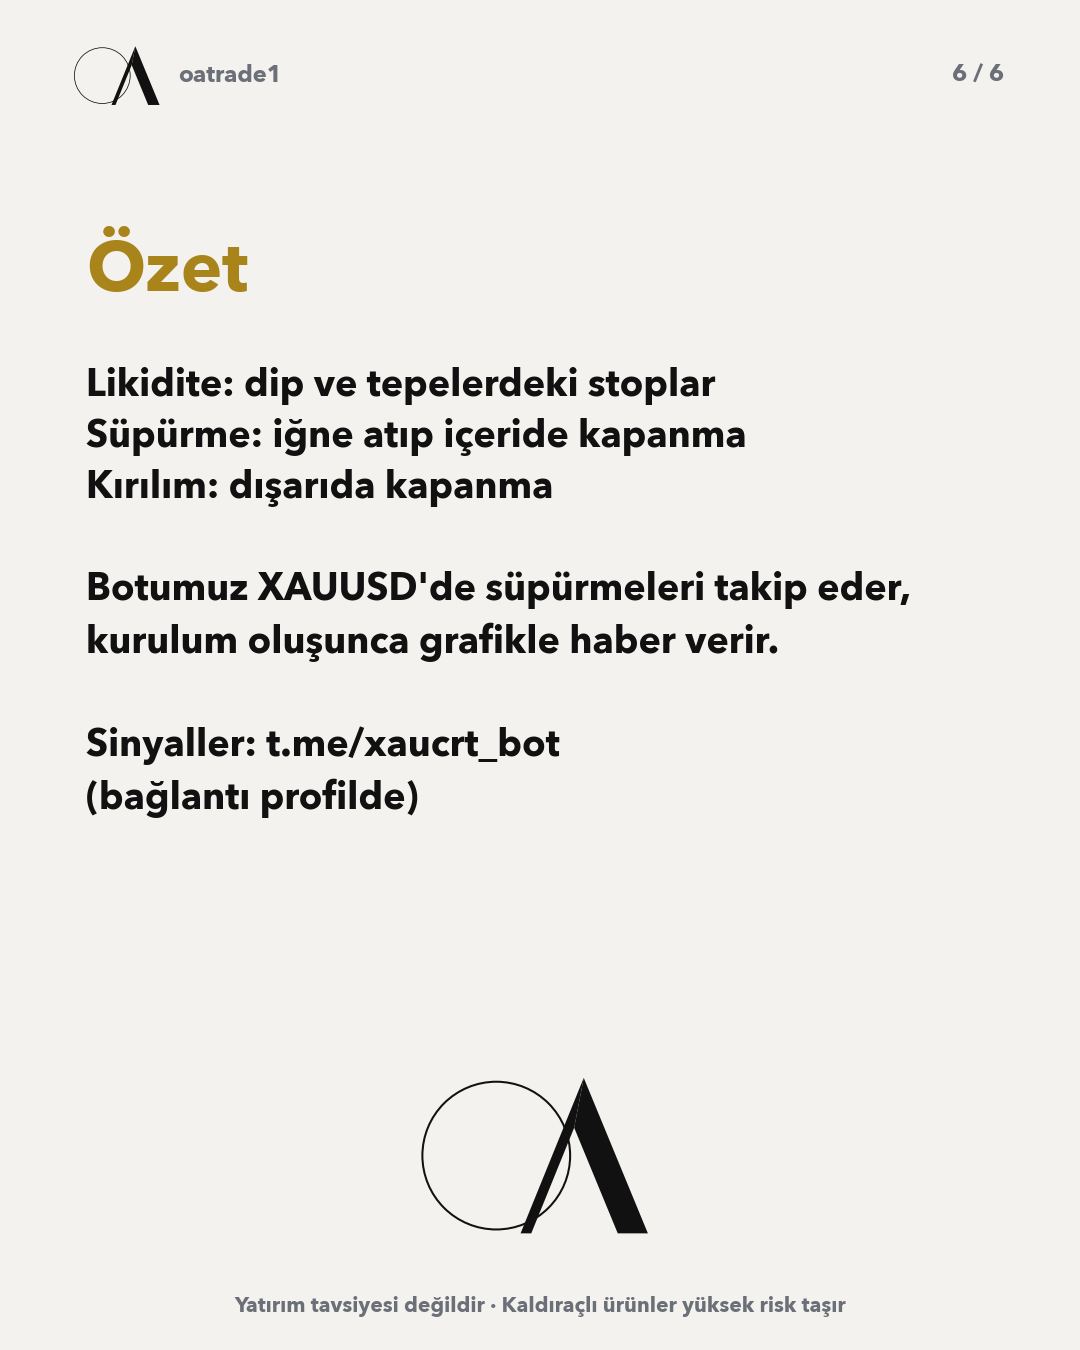 oatrade1
6 / 6
Özet
Likidite: dip ve tepelerdeki stoplar
Süpürme: iğne atıp içeride kapanma
Kırılım: dışarıda kapanma
Botumuz XAUUSD'de süpürmeleri takip eder,
kurulum oluşunca grafikle haber verir.
Sinyaller: t.me/xaucrt_bot
(bağlantı profilde)
Yatırım tavsiyesi değildir · Kaldıraçlı ürünler yüksek risk taşır